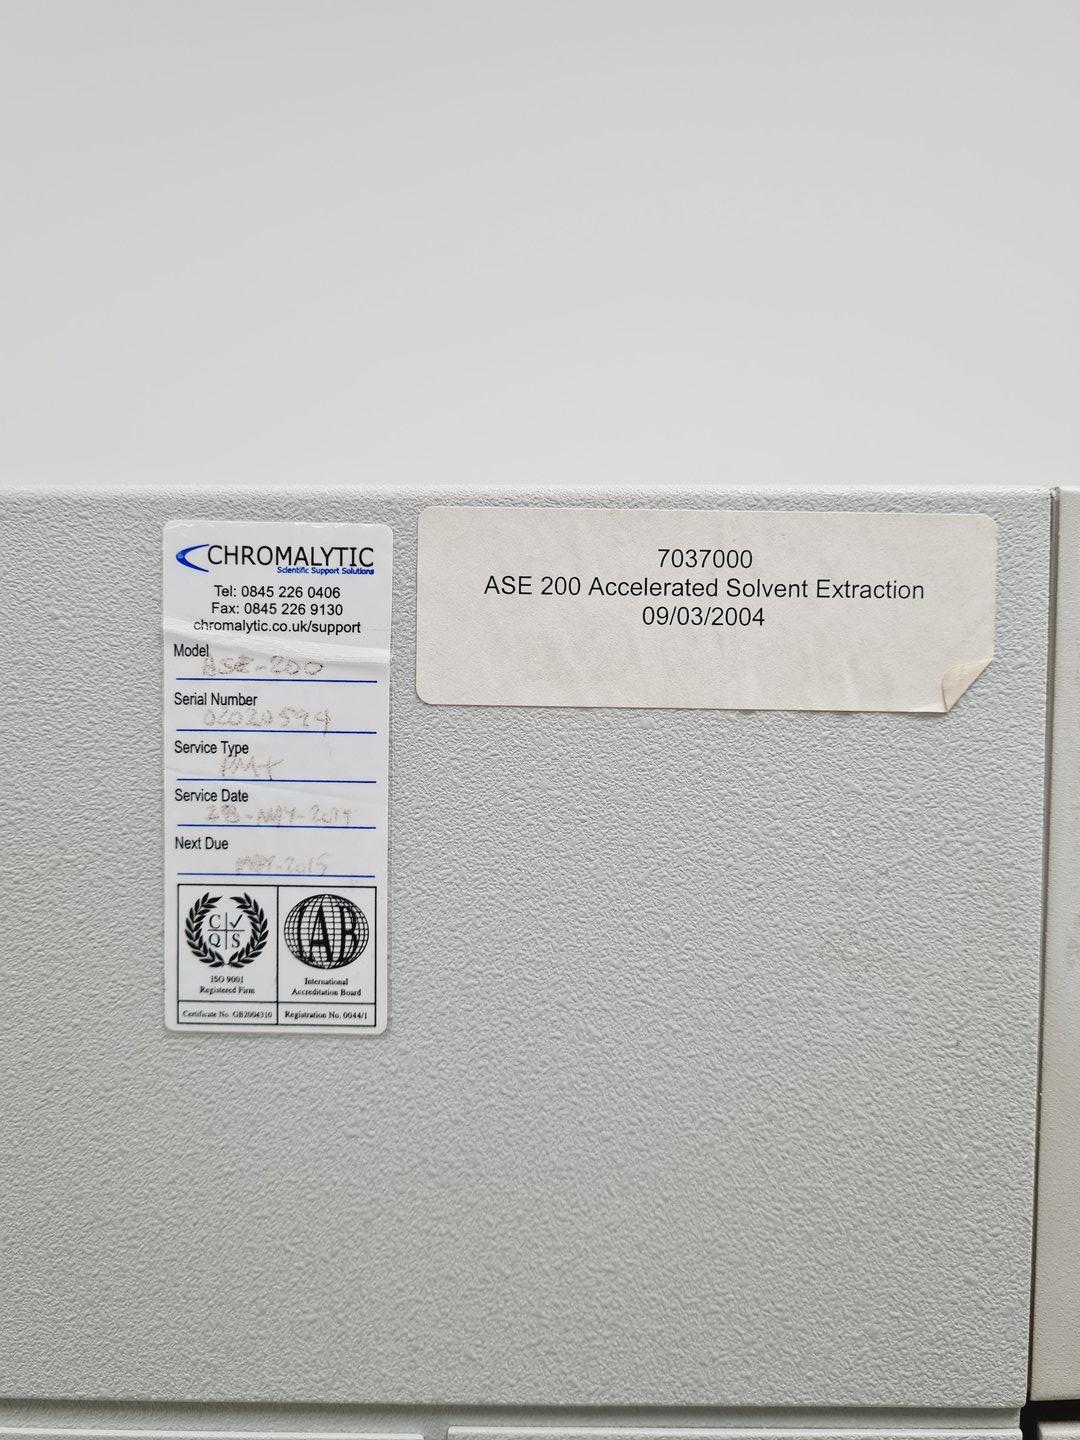 CHROMALYTIC
Scientific Support Solutions
Tel: 0845 226 0406
Fax: 0845 226 9130
chromalytic.co.uk/support
Model
ASE-200
Serial Number
02020594
Service Type
Service Date
Next Due
C ✓
Q S
ISO 9001
Registered Firm
Certificate No. GB2004310
IAB
International
Accreditation Board
Registration No. 0044/1
7037000
ASE 200 Accelerated Solvent Extraction
09/03/2004